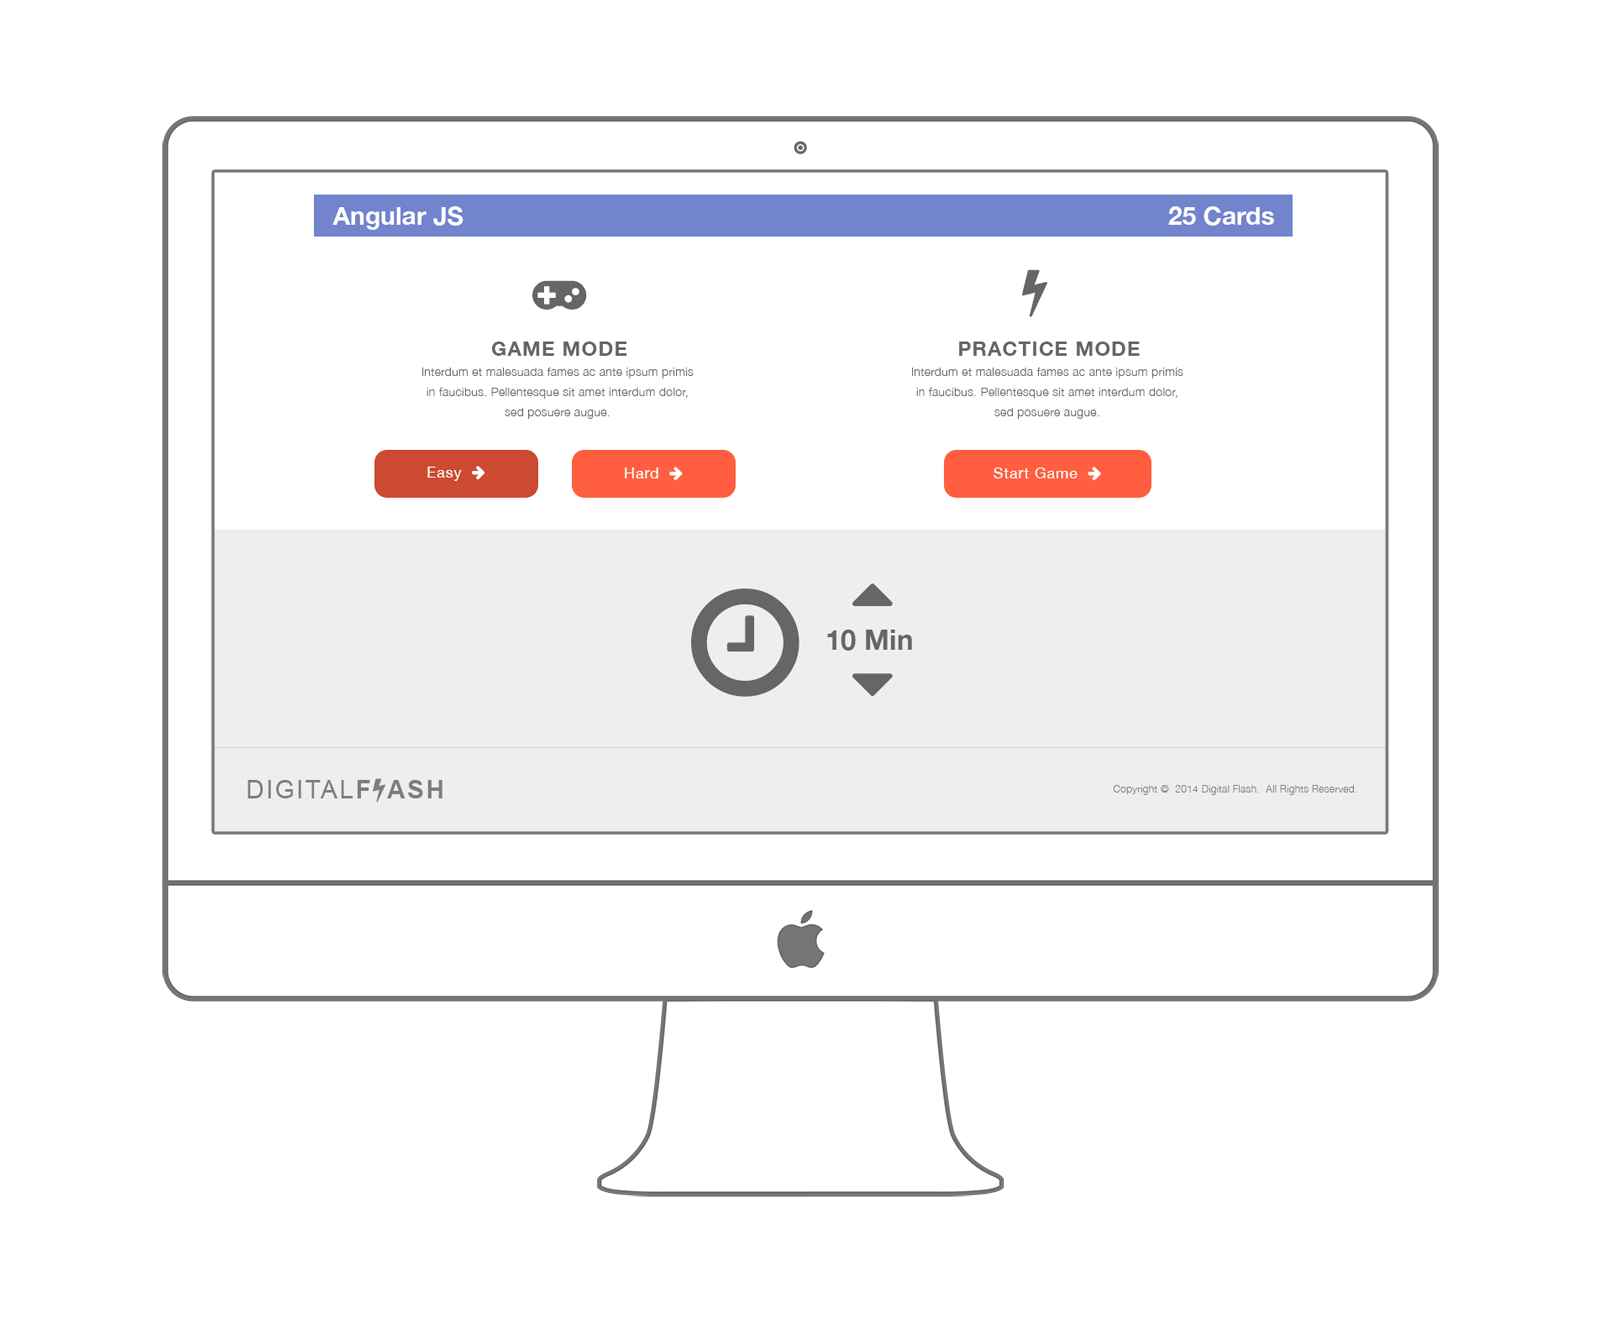 Angular JS 25 Cards
GAME MODE
Interdum et malesuada fames ac ante ipsum primis
in faucibus. Pellentesque sit amet interdum dolor,
sed posuere augue.
Easy
Hard
PRACTICE MODE
Interdum et malesuada fames ac ante ipsum primis
in faucibus. Pellentesque sit amet interdum dolor,
sed posuere augue.
Start Game
10 Min
DIGITALFLASH
Copyright © 2014 Digital Flash. All Rights Reserved.